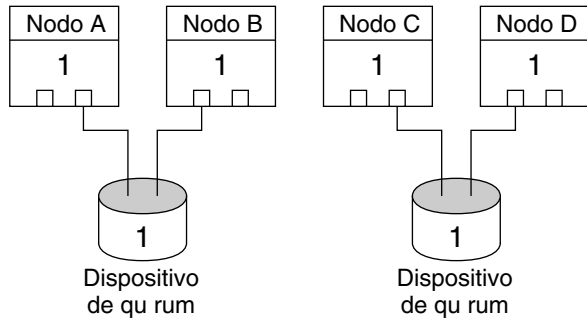 Nodo A
Nodo B
Nodo C
Nodo D
1
1
1
1
1
1
Dispositivo
de qu rum
Dispositivo
de qu rum